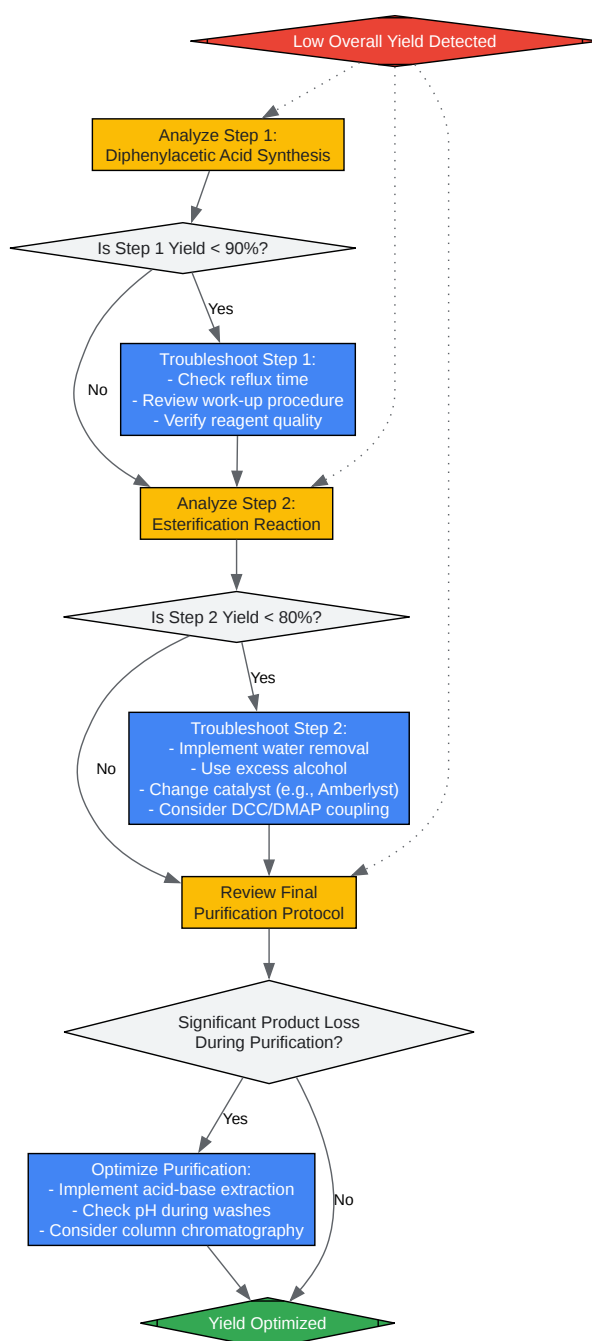 Low Overall Yield Detected
Analyze Step 1:
Diphenylacetic Acid Synthesis
Is Step 1 Yield < 90%?
Yes
Troubleshoot Step 1:
- Check reflux time
- Review work-up procedure
- Verify reagent quality
No
Analyze Step 2:
Esterification Reaction
Is Step 2 Yield < 80%?
Yes
Troubleshoot Step 2:
- Implement water removal
- Use excess alcohol
- Change catalyst (e.g., Amberlyst)
- Consider DCC/DMAP coupling
No
Review Final
Purification Protocol
Significant Product Loss
During Purification?
Yes
Optimize Purification:
- Implement acid-base extraction
- Check pH during washes
- Consider column chromatography
No
Yield Optimized